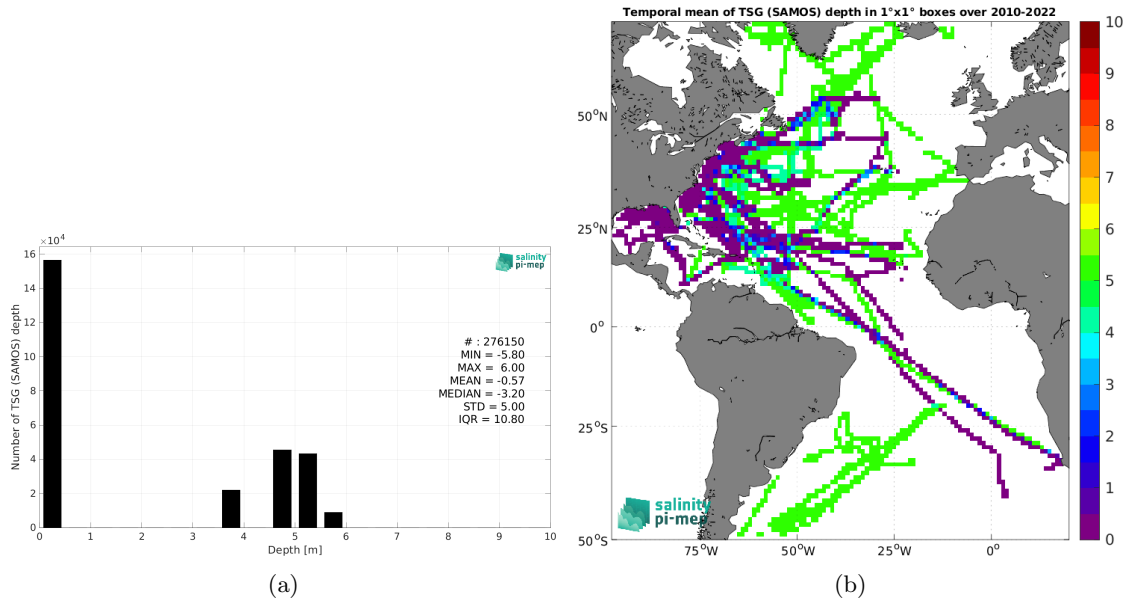 ×10⁴
16
14
12
10
8
6
4
2
0
Number of TSG (SAMOS) depth
0 1 2 3 4 5 6 7 8 9 10
Depth [m]
salinity
pi-mep
# : 276150
MIN = -5.80
MAX = 6.00
MEAN = -0.57
MEDIAN = -3.20
STD = 5.00
IQR = 10.80
(a)
Temporal mean of TSG (SAMOS) depth in 1°x1° boxes over 2010-2022
50°N
25°N
0°
25°S
50°S
75°W 50°W 25°W 0°
salinity
pi-mep
10
9
8
7
6
5
4
3
2
1
0
(b)